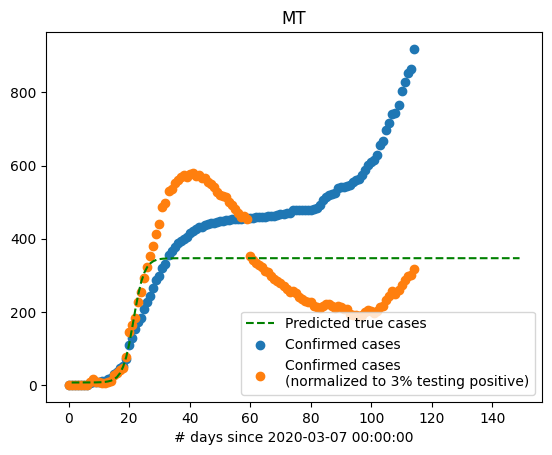 MT
800
600
400
200
0
Predicted true cases
Confirmed cases
Confirmed cases
(normalized to 3% testing positive)
0 20 40 60 80 100 120 140
# days since 2020-03-07 00:00:00